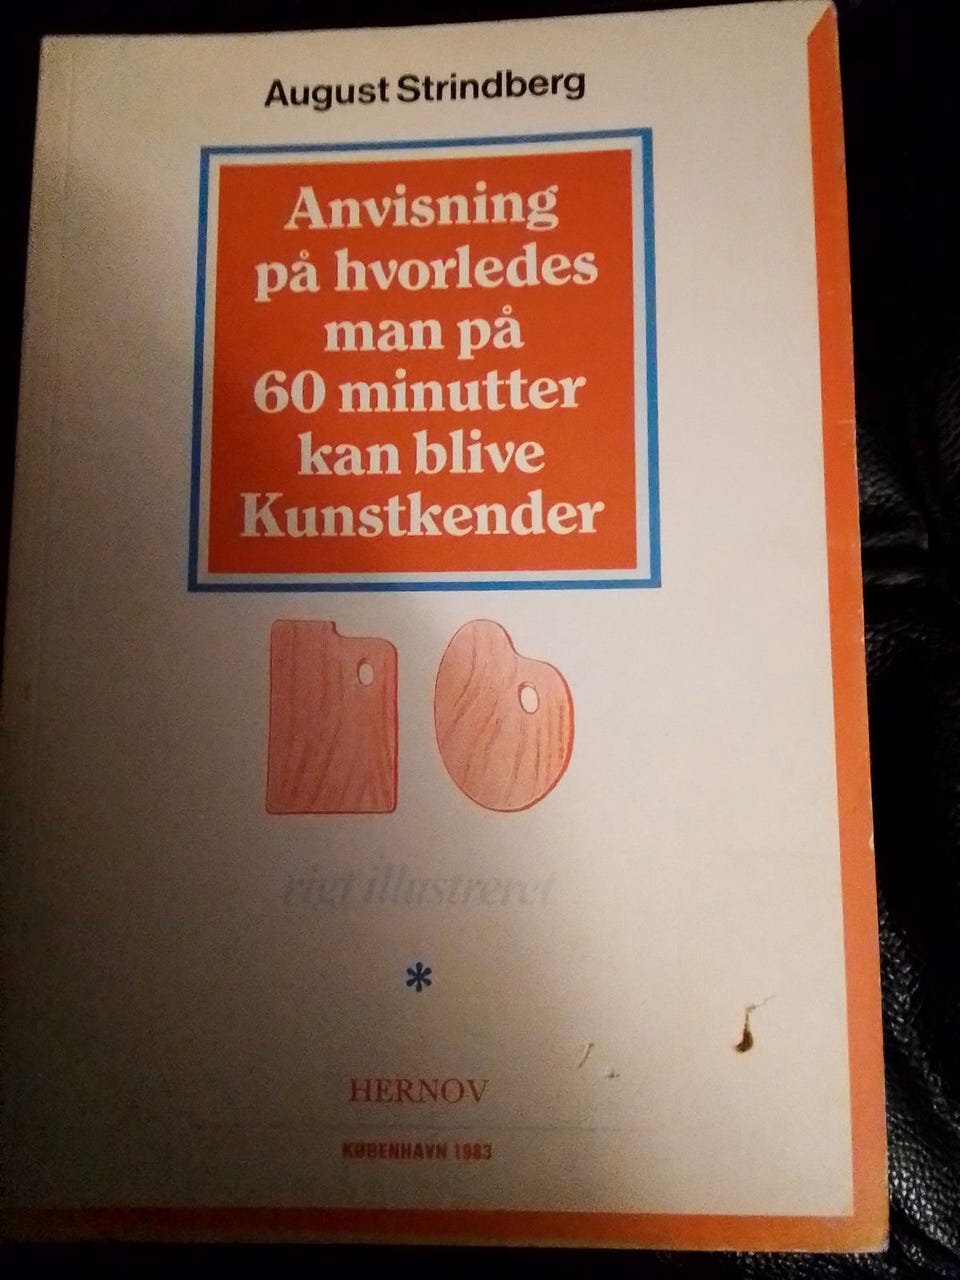 August Strindberg
Anvisning
på hvorledes
man på
60 minutter
kan blive
Kunstkender
rigt illustreret
*
HERNOV
KØBENHAVN 1983